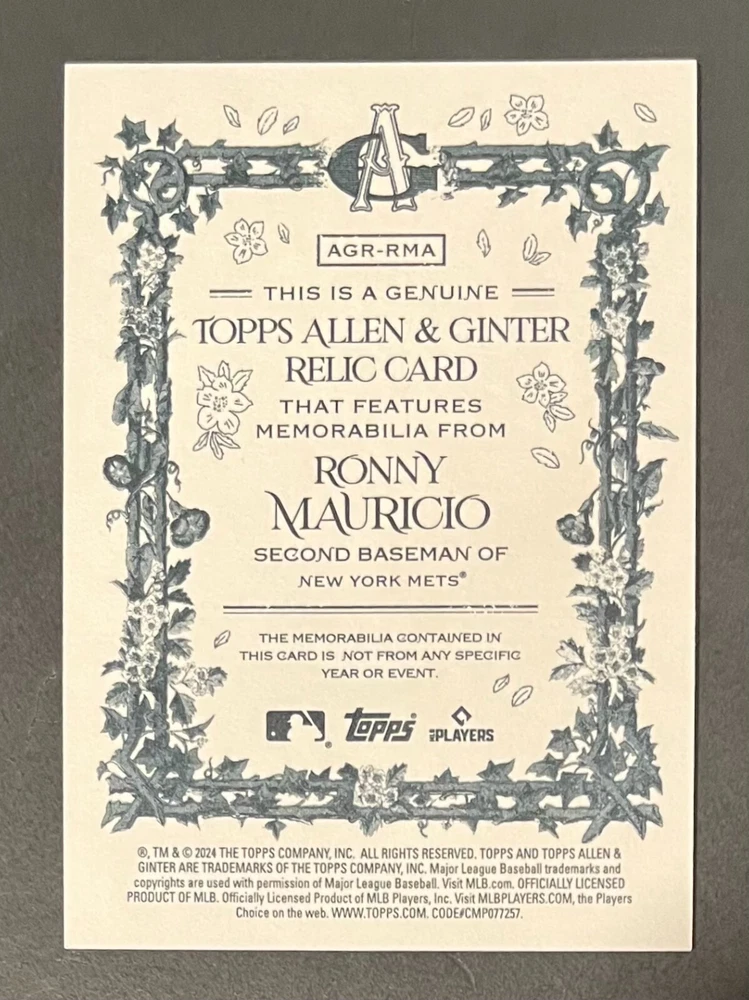 AG
AGR-RMA
THIS IS A GENUINE
TOPPS ALLEN & GINTER
RELIC CARD
THAT FEATURES
MEMORABILIA FROM
RONNY
MAURICIO
SECOND BASEMAN OF
NEW YORK METS®
THE MEMORABILIA CONTAINED IN
THIS CARD IS NOT FROM ANY SPECIFIC
YEAR OR EVENT.
® topps MLB PLAYERS
®, TM & © 2024 THE TOPPS COMPANY, INC. ALL RIGHTS RESERVED. TOPPS AND TOPPS ALLEN &
GINTER ARE TRADEMARKS OF THE TOPPS COMPANY, INC. Major League Baseball trademarks and
copyrights are used with permission of Major League Baseball. Visit MLB.com. OFFICIALLY LICENSED
PRODUCT OF MLB. Officially Licensed Product of MLB Players, Inc. Visit MLBPLAYERS.COM, the Players
Choice on the web. WWW.TOPPS.COM. CODE#CMP077257.